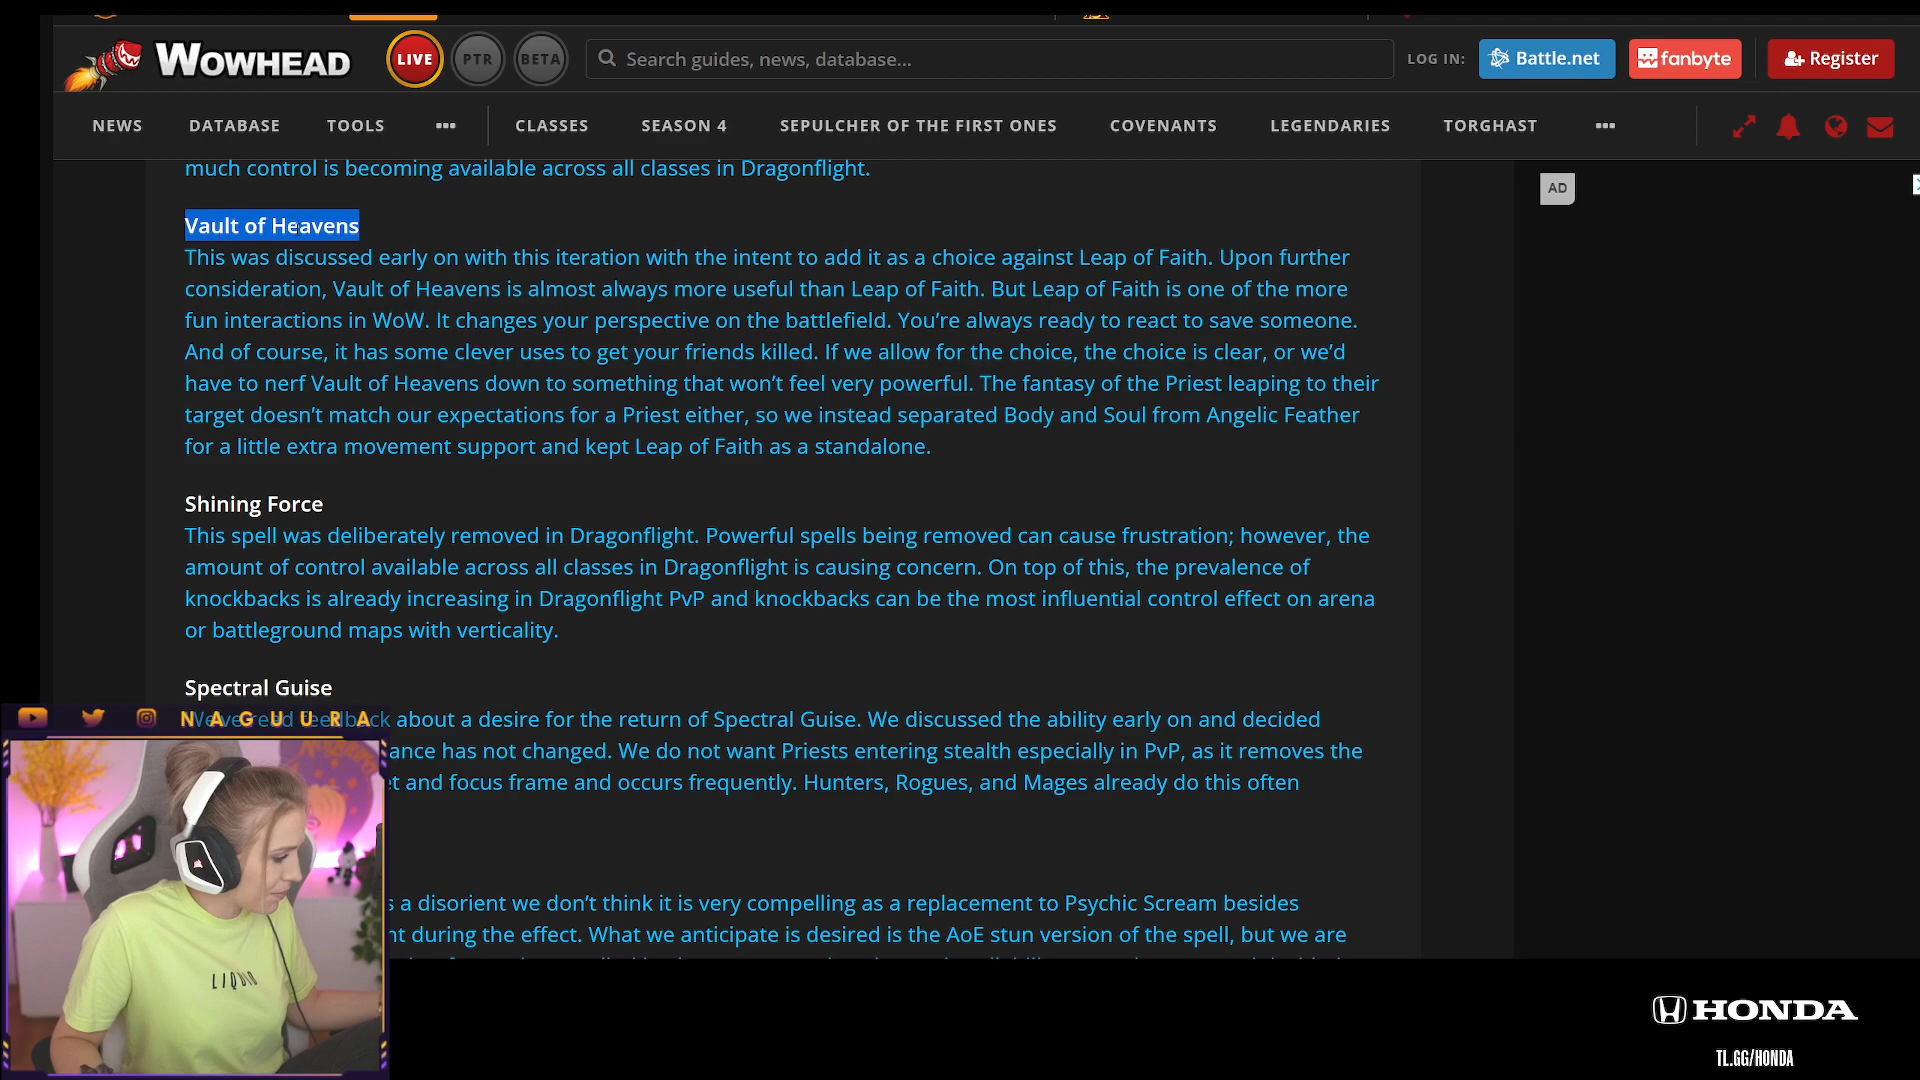 WOWHEAD
LIVE
PTR
BETA
Search guides, news, database...
LOG IN:
Battle.net
fanbyte
Register
NEWS
DATABASE
TOOLS
CLASSES
SEASON 4
SEPULCHER OF THE FIRST ONES
COVENANTS
LEGENDARIES
TORGHAST
much control is becoming available across all classes in Dragonflight.
AD
Vault of Heavens
This was discussed early on with this iteration with the intent to add it as a choice against Leap of Faith. Upon further
consideration, Vault of Heavens is almost always more useful than Leap of Faith. But Leap of Faith is one of the more
fun interactions in WoW. It changes your perspective on the battlefield. You’re always ready to react to save someone.
And of course, it has some clever uses to get your friends killed. If we allow for the choice, the choice is clear, or we’d
have to nerf Vault of Heavens down to something that won’t feel very powerful. The fantasy of the Priest leaping to their
target doesn’t match our expectations for a Priest either, so we instead separated Body and Soul from Angelic Feather
for a little extra movement support and kept Leap of Faith as a standalone.
Shining Force
This spell was deliberately removed in Dragonflight. Powerful spells being removed can cause frustration; however, the
amount of control available across all classes in Dragonflight is causing concern. On top of this, the prevalence of
knockbacks is already increasing in Dragonflight PvP and knockbacks can be the most influential control effect on arena
or battleground maps with verticality.
Spectral Guise
We’ve read feedback about a desire for the return of Spectral Guise. We discussed the ability early on and decided
NAGUURA
ance has not changed. We do not want Priests entering stealth especially in PvP, as it removes the
t and focus frame and occurs frequently. Hunters, Rogues, and Mages already do this often
s a disorient we don’t think it is very compelling as a replacement to Psychic Scream besides
nt during the effect. What we anticipate is desired is the AoE stun version of the spell, but we are
LIQUID
HONDA
TL.GG/HONDA